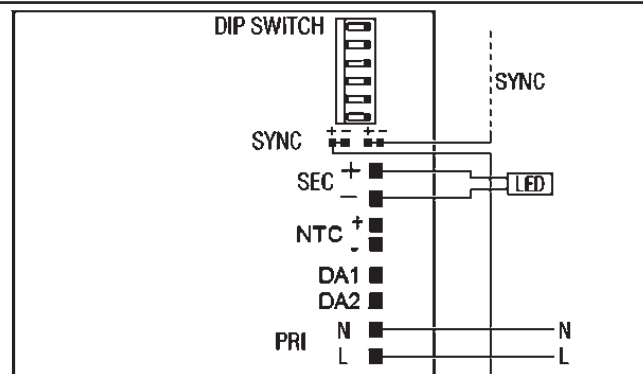 DIP SWITCH
SYNC
+ - + -
SYNC
SEC + -
LED
NTC + -
DA1
DA2
PRI N L
N
L